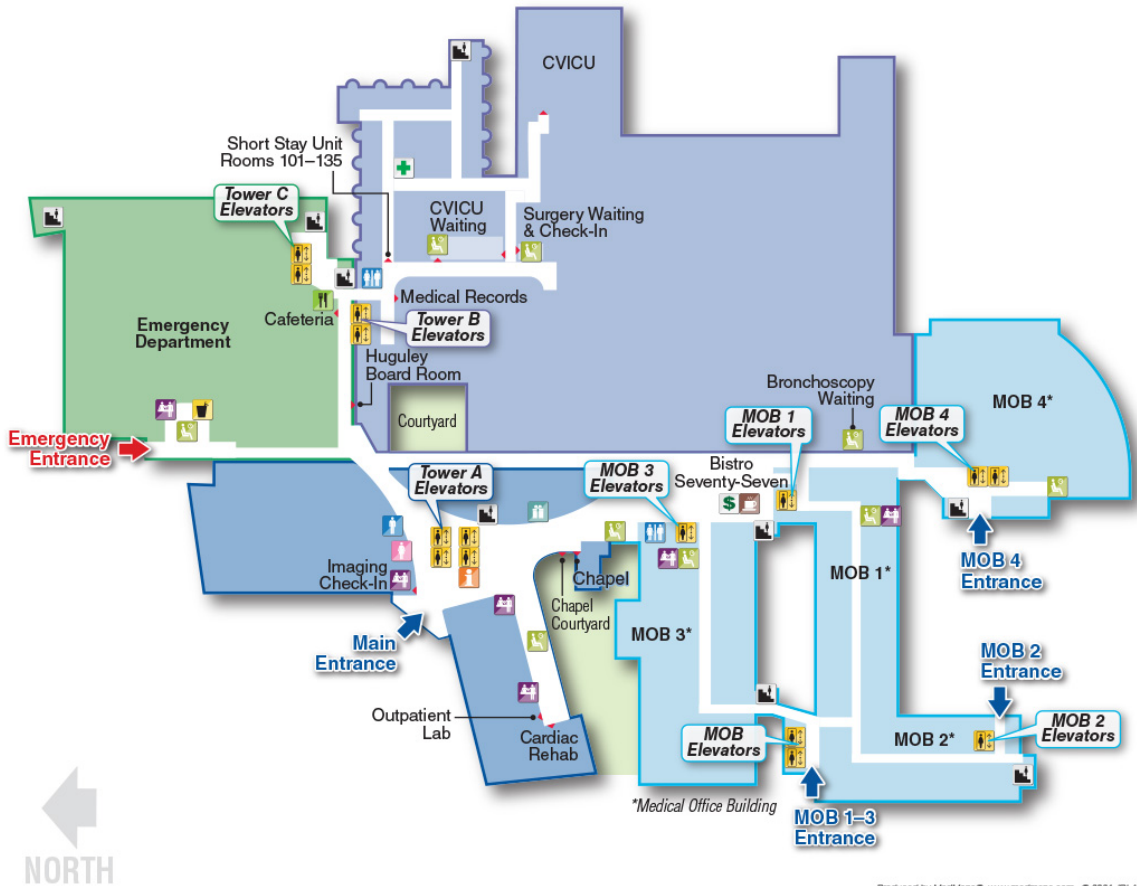 CVICU
Short Stay Unit
Rooms 101–135
Tower C
Elevators
CVICU
Waiting
Surgery Waiting
& Check-In
Medical Records
Cafeteria
Tower B
Elevators
Emergency
Department
Huguley
Board Room
Courtyard
Bronchoscopy
Waiting
MOB 4*
MOB 1
Elevators
MOB 4
Elevators
Emergency
Entrance
Tower A
Elevators
MOB 3
Elevators
Bistro
Seventy-Seven
$
MOB 4
Entrance
Imaging
Check-In
Chapel
MOB 1*
Chapel
Courtyard
MOB 3*
Main
Entrance
MOB 2
Entrance
Outpatient
Lab
Cardiac
Rehab
MOB
Elevators
MOB 2*
MOB 2
Elevators
*Medical Office Building
MOB 1–3
Entrance
NORTH